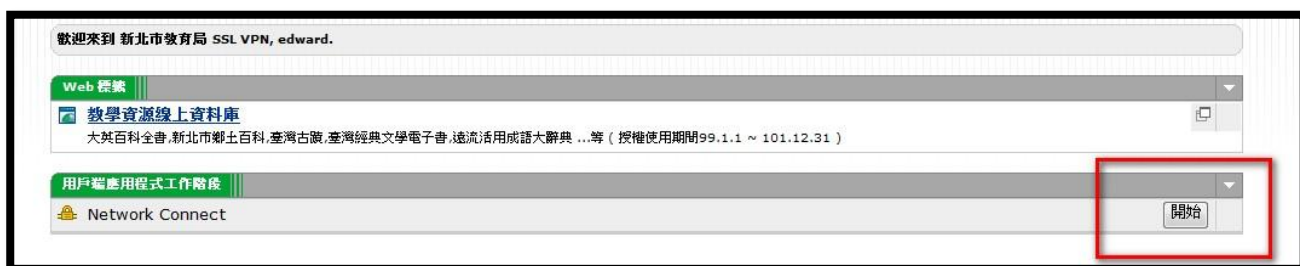 歡迎來到 新北市教育局 SSL VPN, edward.
Web 標籤
教學資源線上資料庫
大英百科全書,新北市鄉土百科,臺灣古蹟,臺灣經典文學電子書,遠流活用成語大辭典 ...等 ( 授權使用期間99.1.1 ~ 101.12.31 )
用戶端應用程式工作階段
Network Connect
開始